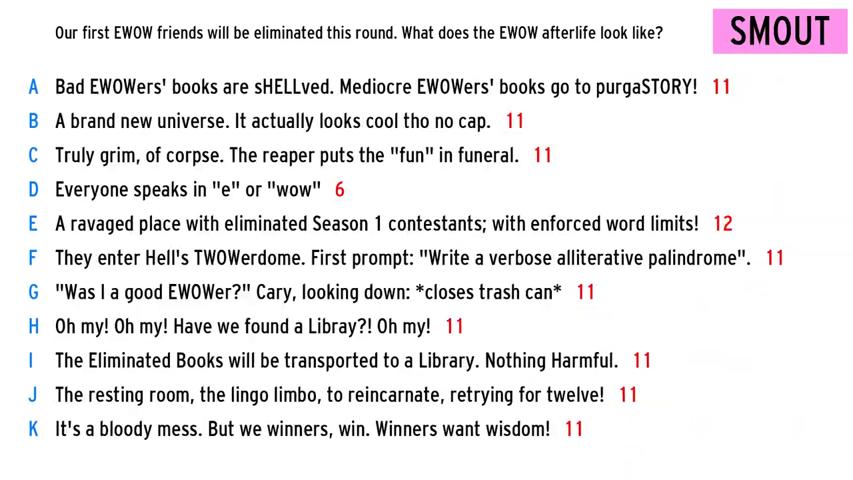 Our first EWOW friends will be eliminated this round. What does the EWOW afterlife look like?
SMOUT
A Bad EWOWers' books are sHELLved. Mediocre EWOWers' books go to purgaSTORY! 11
B A brand new universe. It actually looks cool tho no cap. 11
C Truly grim, of corpse. The reaper puts the "fun" in funeral. 11
D Everyone speaks in "e" or "wow" 6
E A ravaged place with eliminated Season 1 contestants; with enforced word limits! 12
F They enter Hell's TWOWerdome. First prompt: "Write a verbose alliterative palindrome". 11
G "Was I a good EWOWer?" Cary, looking down: *closes trash can* 11
H Oh my! Oh my! Have we found a Libray?! Oh my! 11
I The Eliminated Books will be transported to a Library. Nothing Harmful. 11
J The resting room, the lingo limbo, to reincarnate, retrying for twelve! 11
K It's a bloody mess. But we winners, win. Winners want wisdom! 11